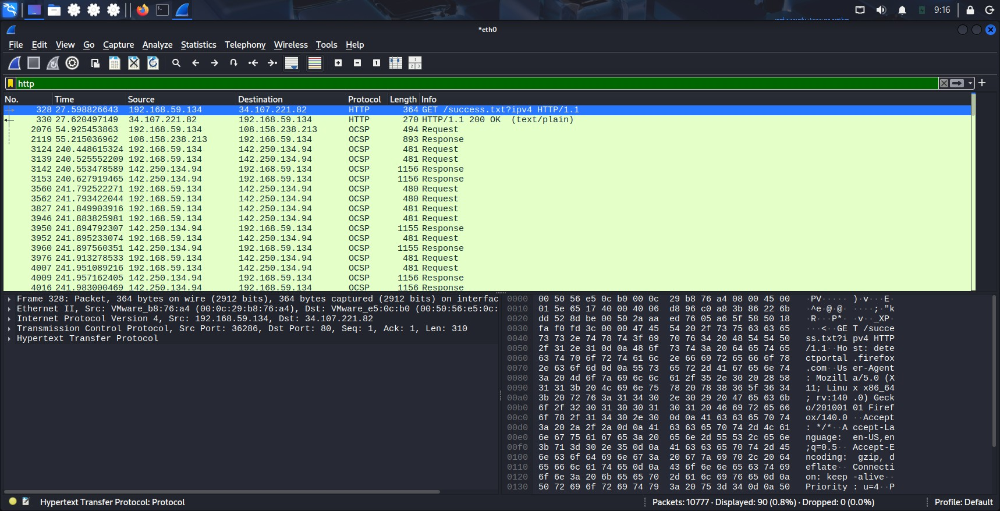 9:16
*eth0
File Edit View Go Capture Analyze Statistics Telephony Wireless Tools Help
http
No. Time Source Destination Protocol Length Info
328 27.598826643 192.168.59.134 34.107.221.82 HTTP 364 GET /success.txt?ipv4 HTTP/1.1
330 27.620497149 34.107.221.82 192.168.59.134 HTTP 270 HTTP/1.1 200 OK (text/plain)
2076 54.925453863 192.168.59.134 108.158.238.213 OCSP 494 Request
2119 55.215036962 108.158.238.213 192.168.59.134 OCSP 893 Response
3124 240.448615324 192.168.59.134 142.250.134.94 OCSP 481 Request
3139 240.525552209 192.168.59.134 142.250.134.94 OCSP 481 Request
3142 240.553478589 142.250.134.94 192.168.59.134 OCSP 1156 Response
3153 240.627919465 142.250.134.94 192.168.59.134 OCSP 1156 Response
3560 241.792522271 192.168.59.134 142.250.134.94 OCSP 480 Request
3562 241.793422044 192.168.59.134 142.250.134.94 OCSP 480 Request
3827 241.849903916 192.168.59.134 142.250.134.94 OCSP 481 Request
3946 241.883825981 192.168.59.134 142.250.134.94 OCSP 481 Request
3950 241.894792307 142.250.134.94 192.168.59.134 OCSP 1155 Response
3952 241.895233074 192.168.59.134 142.250.134.94 OCSP 481 Request
3960 241.897560351 142.250.134.94 192.168.59.134 OCSP 1155 Response
3976 241.913278533 192.168.59.134 142.250.134.94 OCSP 481 Request
4007 241.951089216 192.168.59.134 142.250.134.94 OCSP 481 Request
4009 241.957162405 142.250.134.94 192.168.59.134 OCSP 1156 Response
4016 241.983000469 142.250.134.94 192.168.59.134 OCSP 1156 Response
Frame 328: Packet, 364 bytes on wire (2912 bits), 364 bytes captured (2912 bits) on interfac
Ethernet II, Src: VMware_b8:76:a4 (00:0c:29:b8:76:a4), Dst: VMware_e5:0c:b0 (00:50:56:e5:0c:
Internet Protocol Version 4, Src: 192.168.59.134, Dst: 34.107.221.82
Transmission Control Protocol, Src Port: 36286, Dst Port: 80, Seq: 1, Ack: 1, Len: 310
Hypertext Transfer Protocol
0000 00 50 56 e5 0c b0 00 0c 29 b8 76 a4 08 00 45 00 ·PV····· )·v···E·
0010 01 5e 65 17 40 00 40 06 d8 96 c0 a8 3b 86 22 6b ·^e·@·@· ····;·"k
0020 dd 52 8d be 00 50 2a aa ed 76 05 a6 5f 58 50 18 ·R···P*· ·v··_XP·
0030 fa f0 fd 3c 00 00 47 45 54 20 2f 73 75 63 63 65 ···<··GE T /succe
0040 73 73 2e 74 78 74 3f 69 70 76 34 20 48 54 54 50 ss.txt?i pv4 HTTP
0050 2f 31 2e 31 0d 0a 48 6f 73 74 3a 20 64 65 74 65 /1.1··Ho st: dete
0060 63 74 70 6f 72 74 61 6c 2e 66 69 72 65 66 6f 78 ctportal .firefox
0070 2e 63 6f 6d 0d 0a 55 73 65 72 2d 41 67 65 6e 74 .com··Us er-Agent
0080 3a 20 4d 6f 7a 69 6c 6c 61 2f 35 2e 30 20 28 58 : Mozill a/5.0 (X
0090 31 31 3b 20 4c 69 6e 75 78 20 78 38 36 5f 36 34 11; Linu x x86_64
00a0 3b 20 72 76 3a 31 34 30 2e 30 29 20 47 65 63 6b ; rv:140 .0) Geck
00b0 6f 2f 32 30 31 30 30 31 30 31 20 46 69 72 65 66 o/201001 01 Firef
00c0 6f 78 2f 31 34 30 2e 30 0d 0a 41 63 63 65 70 74 ox/140.0 ··Accept
00d0 3a 20 2a 2f 2a 0d 0a 41 63 63 65 70 74 2d 4c 61 : */*··A ccept-La
00e0 6e 67 75 61 67 65 3a 20 65 6e 2d 55 53 2c 65 6e nguage: en-US,en
00f0 3b 71 3d 30 2e 35 0d 0a 41 63 63 65 70 74 2d 45 ;q=0.5·· Accept-E
0100 6e 63 6f 64 69 6e 67 3a 20 67 7a 69 70 2c 20 64 ncoding: gzip, d
0110 65 66 6c 61 74 65 0d 0a 43 6f 6e 6e 65 63 74 69 eflate·· Connecti
0120 6f 6e 3a 20 6b 65 65 70 2d 61 6c 69 76 65 0d 0a on: keep -alive··
0130 50 72 69 6f 72 69 74 79 3a 20 75 3d 34 0d 0a 50 Priority : u=4··P
Hypertext Transfer Protocol: Protocol
Packets: 10777 · Displayed: 90 (0.8%) · Dropped: 0 (0.0%)
Profile: Default